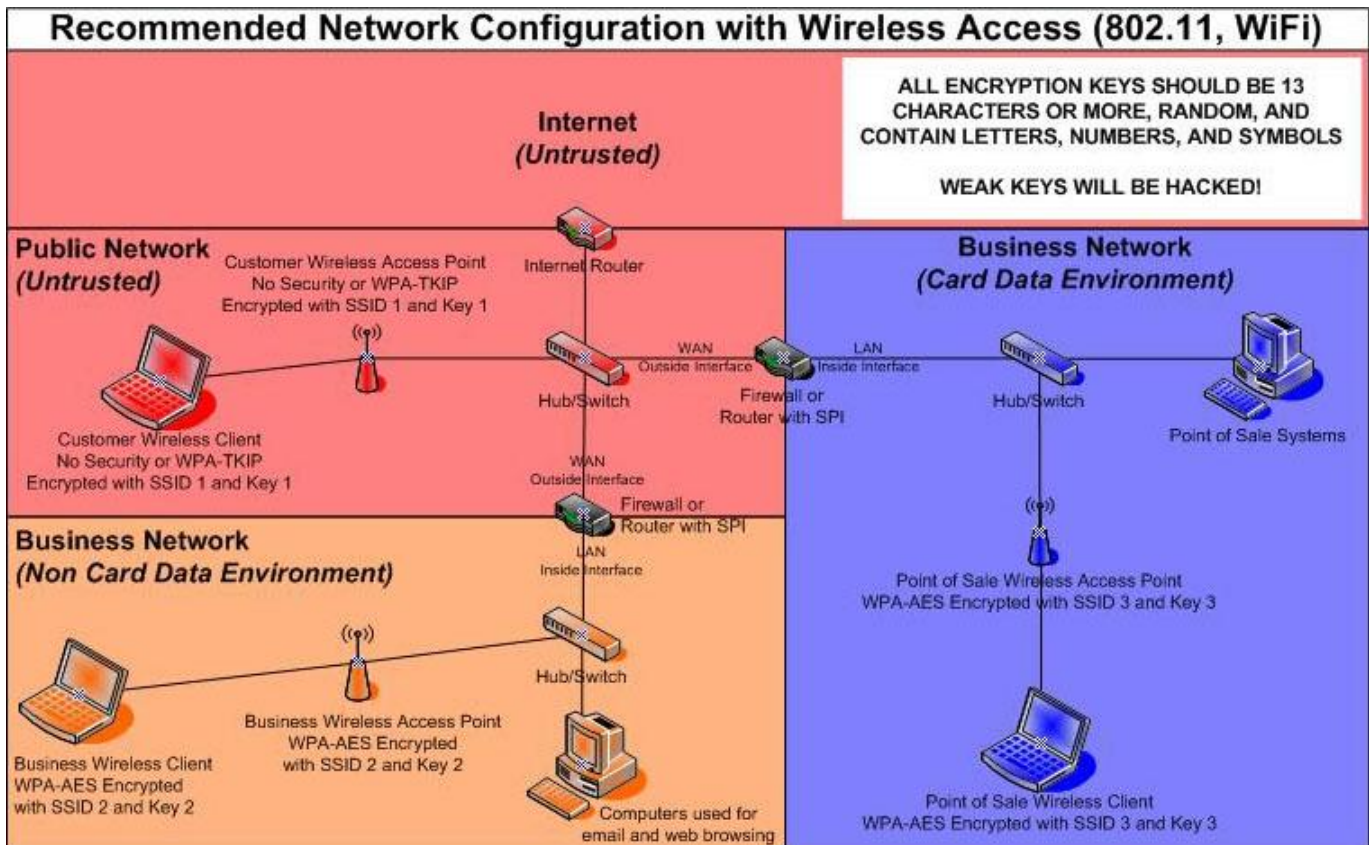 Recommended Network Configuration with Wireless Access (802.11, WiFi)
ALL ENCRYPTION KEYS SHOULD BE 13
CHARACTERS OR MORE, RANDOM, AND
CONTAIN LETTERS, NUMBERS, AND SYMBOLS
WEAK KEYS WILL BE HACKED!
Internet
(Untrusted)
Internet Router
Public Network
(Untrusted)
Customer Wireless Access Point
No Security or WPA-TKIP
Encrypted with SSID 1 and Key 1
Customer Wireless Client
No Security or WPA-TKIP
Encrypted with SSID 1 and Key 1
Hub/Switch
WAN
Outside Interface
LAN
Inside Interface
Firewall or
Router with SPI
WAN
Outside Interface
Firewall or
Router with SPI
LAN
Inside Interface
Business Network
(Card Data Environment)
Hub/Switch
Point of Sale Systems
Point of Sale Wireless Access Point
WPA-AES Encrypted with SSID 3 and Key 3
Point of Sale Wireless Client
WPA-AES Encrypted with SSID 3 and Key 3
Business Network
(Non Card Data Environment)
Hub/Switch
Business Wireless Access Point
WPA-AES Encrypted
with SSID 2 and Key 2
Business Wireless Client
WPA-AES Encrypted
with SSID 2 and Key 2
Computers used for
email and web browsing